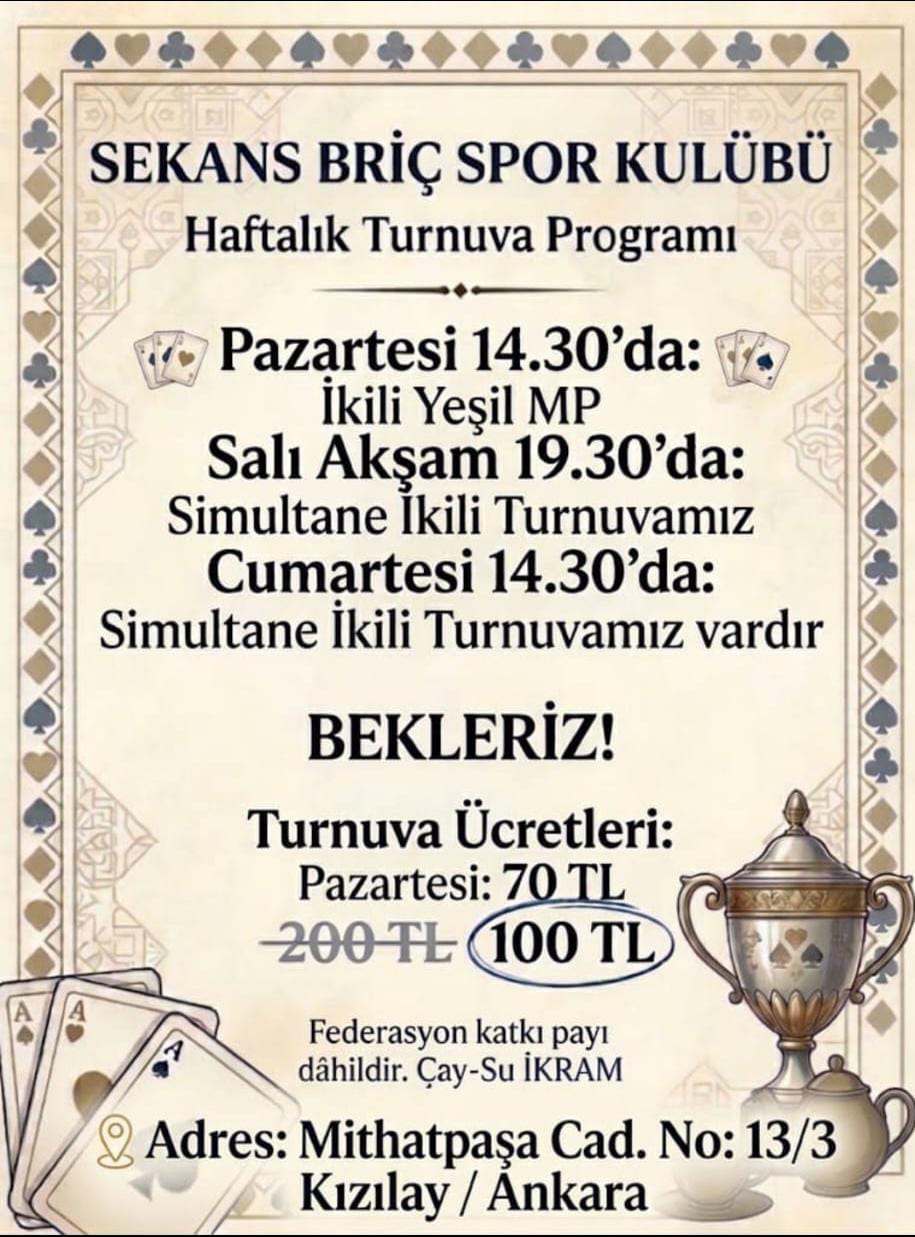 SEKANS BRİÇ SPOR KULÜBÜ
Haftalık Turnuva Programı
Pazartesi 14.30’da:
İkili Yeşil MP
Salı Akşam 19.30’da:
Simultane İkili Turnuvamız
Cumartesi 14.30’da:
Simultane İkili Turnuvamız vardır
BEKLERİZ!
Turnuva Ücretleri:
Pazartesi: 70 TL
200 TL 100 TL
Federasyon katkı payı
dâhildir. Çay-Su İKRAM
A A A
Adres: Mithatpaşa Cad. No: 13/3
Kızılay / Ankara